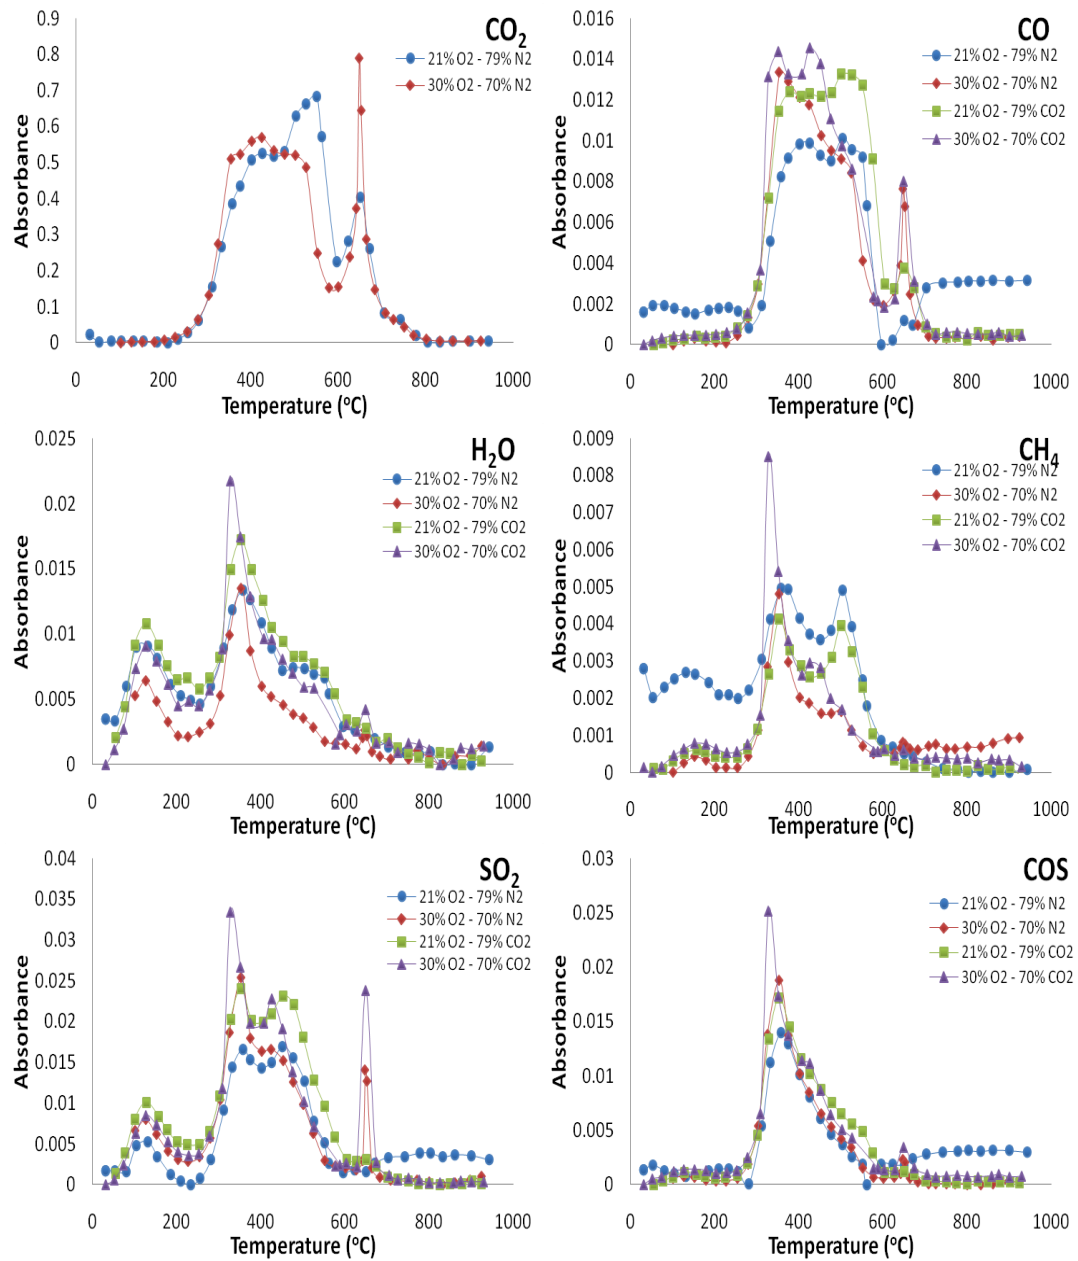 CO2
0.9
0.8
0.7
0.6
0.5
0.4
0.3
0.2
0.1
0
Absorbance
21% O2 - 79% N2
30% O2 - 70% N2
0 200 400 600 800 1000
Temperature (oC)
CO
0.016
0.014
0.012
0.01
0.008
0.006
0.004
0.002
0
Absorbance
21% O2 - 79% N2
30% O2 - 70% N2
21% O2 - 79% CO2
30% O2 - 70% CO2
0 200 400 600 800 1000
Temperature (oC)
H2O
0.025
0.02
0.015
0.01
0.005
0
Absorbance
21% O2 - 79% N2
30% O2 - 70% N2
21% O2 - 79% CO2
30% O2 - 70% CO2
0 200 400 600 800 1000
Temperature (oC)
CH4
0.009
0.008
0.007
0.006
0.005
0.004
0.003
0.002
0.001
0
Absorbance
21% O2 - 79% N2
30% O2 - 70% N2
21% O2 - 79% CO2
30% O2 - 70% CO2
0 200 400 600 800 1000
Temperature (oC)
SO2
0.04
0.035
0.03
0.025
0.02
0.015
0.01
0.005
0
Absorbance
21% O2 - 79% N2
30% O2 - 70% N2
21% O2 - 79% CO2
30% O2 - 70% CO2
0 200 400 600 800 1000
Temperature (oC)
COS
0.03
0.025
0.02
0.015
0.01
0.005
0
Absorbance
21% O2 - 79% N2
30% O2 - 70% N2
21% O2 - 79% CO2
30% O2 - 70% CO2
0 200 400 600 800 1000
Temperature (oC)